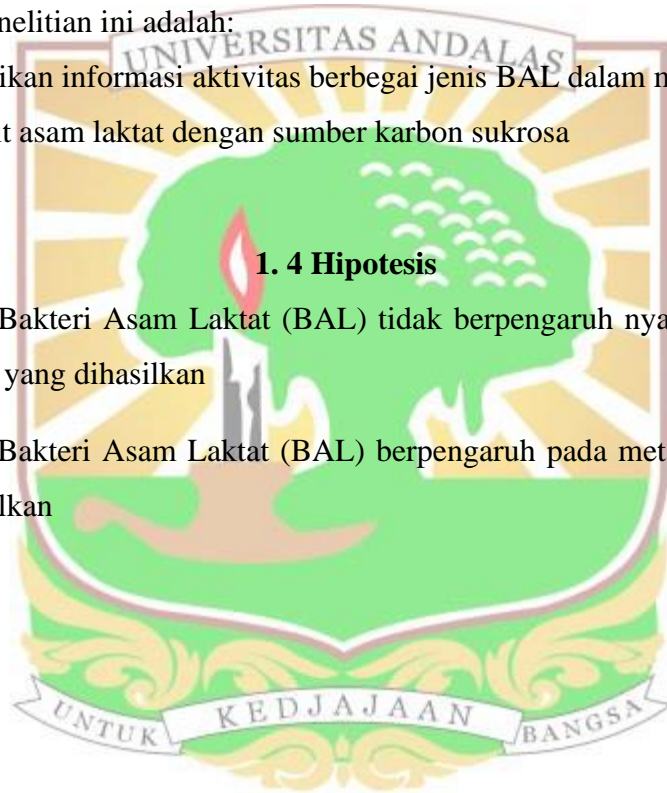 nelitian ini adalah:
UNIVERSITAS ANDALAS
ikan informasi aktivitas berbegai jenis BAL dalam m
t asam laktat dengan sumber karbon sukrosa
1. 4 Hipotesis
Bakteri Asam Laktat (BAL) tidak berpengaruh nya
yang dihasilkan
Bakteri Asam Laktat (BAL) berpengaruh pada met
lkan
UNTUK KEDJAJAAN BANGSA